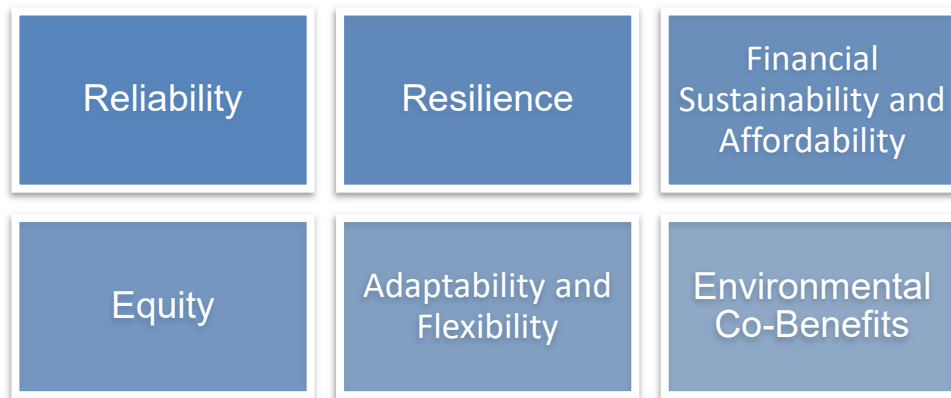 Reliability
Resilience
Financial
Sustainability and
Affordability
Equity
Adaptability and
Flexibility
Environmental
Co-Benefits